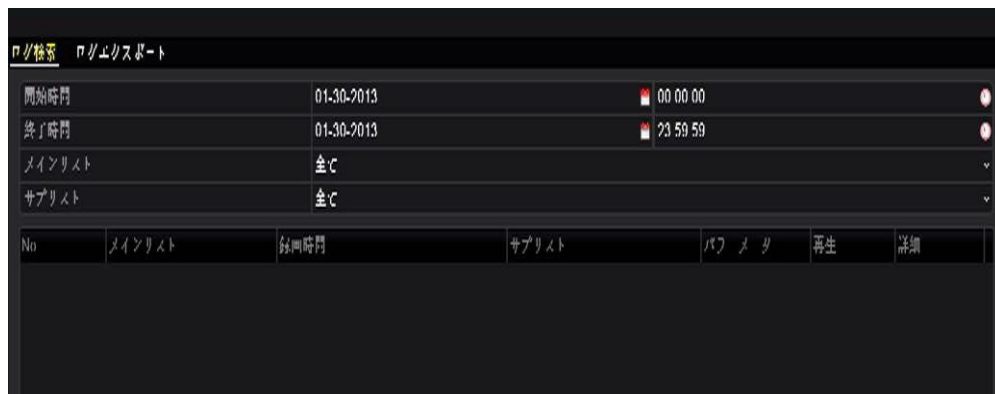 ログ検索 ログエクスポート
開始時間 01-30-2013 00 00 00
終了時間 01-30-2013 23 59 59
メインリスト 全て
サブリスト 全て
No メインリスト 録画時間 サブリスト パラメータ 再生 詳細